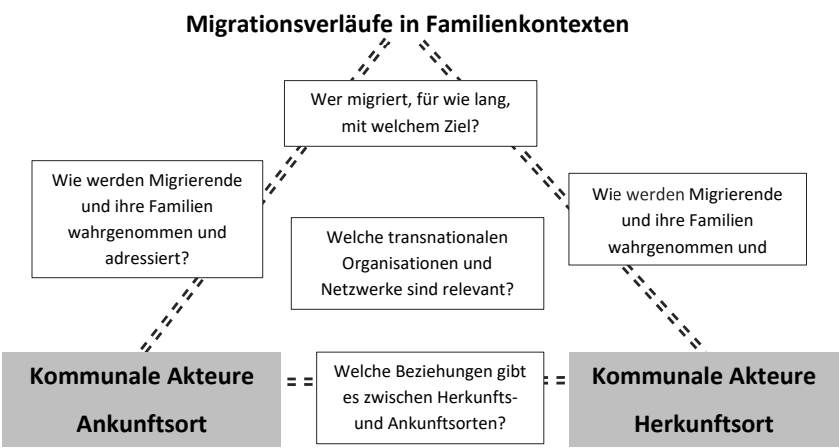 Migrationsverläufe in Familienkontexten
Wer migriert, für wie lang,
mit welchem Ziel?
Wie werden Migrierende
und ihre Familien
wahrgenommen und
adressiert?
Wie werden Migrierende
und ihre Familien
wahrgenommen und
Welche transnationalen
Organisationen und
Netzwerke sind relevant?
Kommunale Akteure
Ankunftsort
Welche Beziehungen gibt
es zwischen Herkunfts-
und Ankunftsorten?
Kommunale Akteure
Herkunftsort